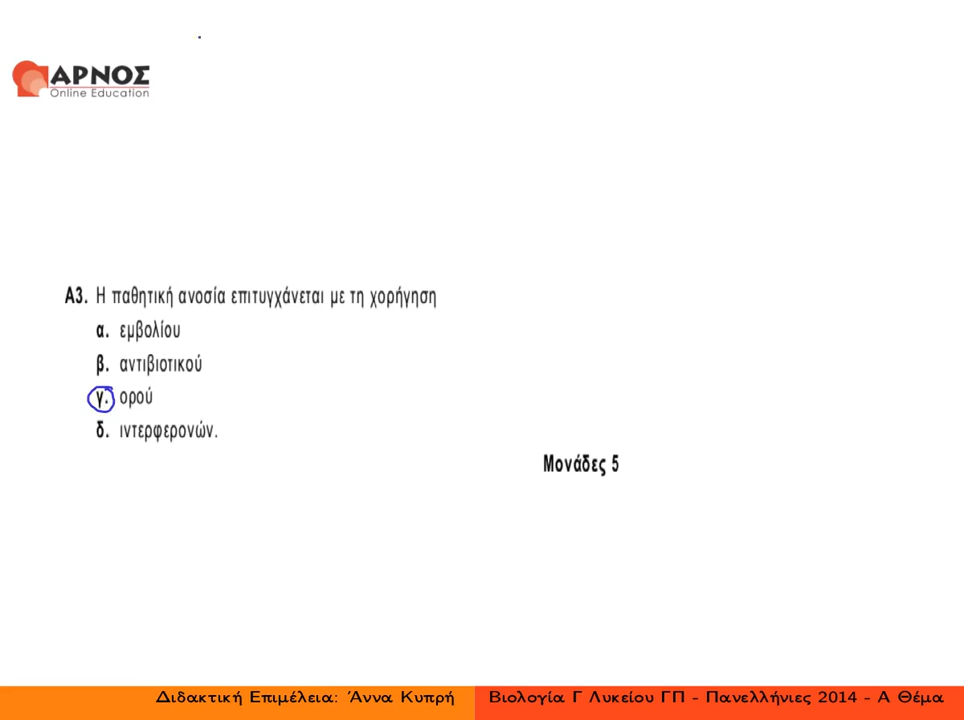 ΑΡΝΟΣ
Online Education
Α3. Η παθητική ανοσία επιτυγχάνεται με τη χορήγηση
α. εμβολίου
β. αντιβιοτικού
γ. ορού
δ. ιντερφερονών.
Μονάδες 5
Διδακτική Επιμέλεια: Άννα Κυπρή
Βιολογία Γ Λυκείου ΓΠ - Πανελλήνιες 2014 - Α Θέμα